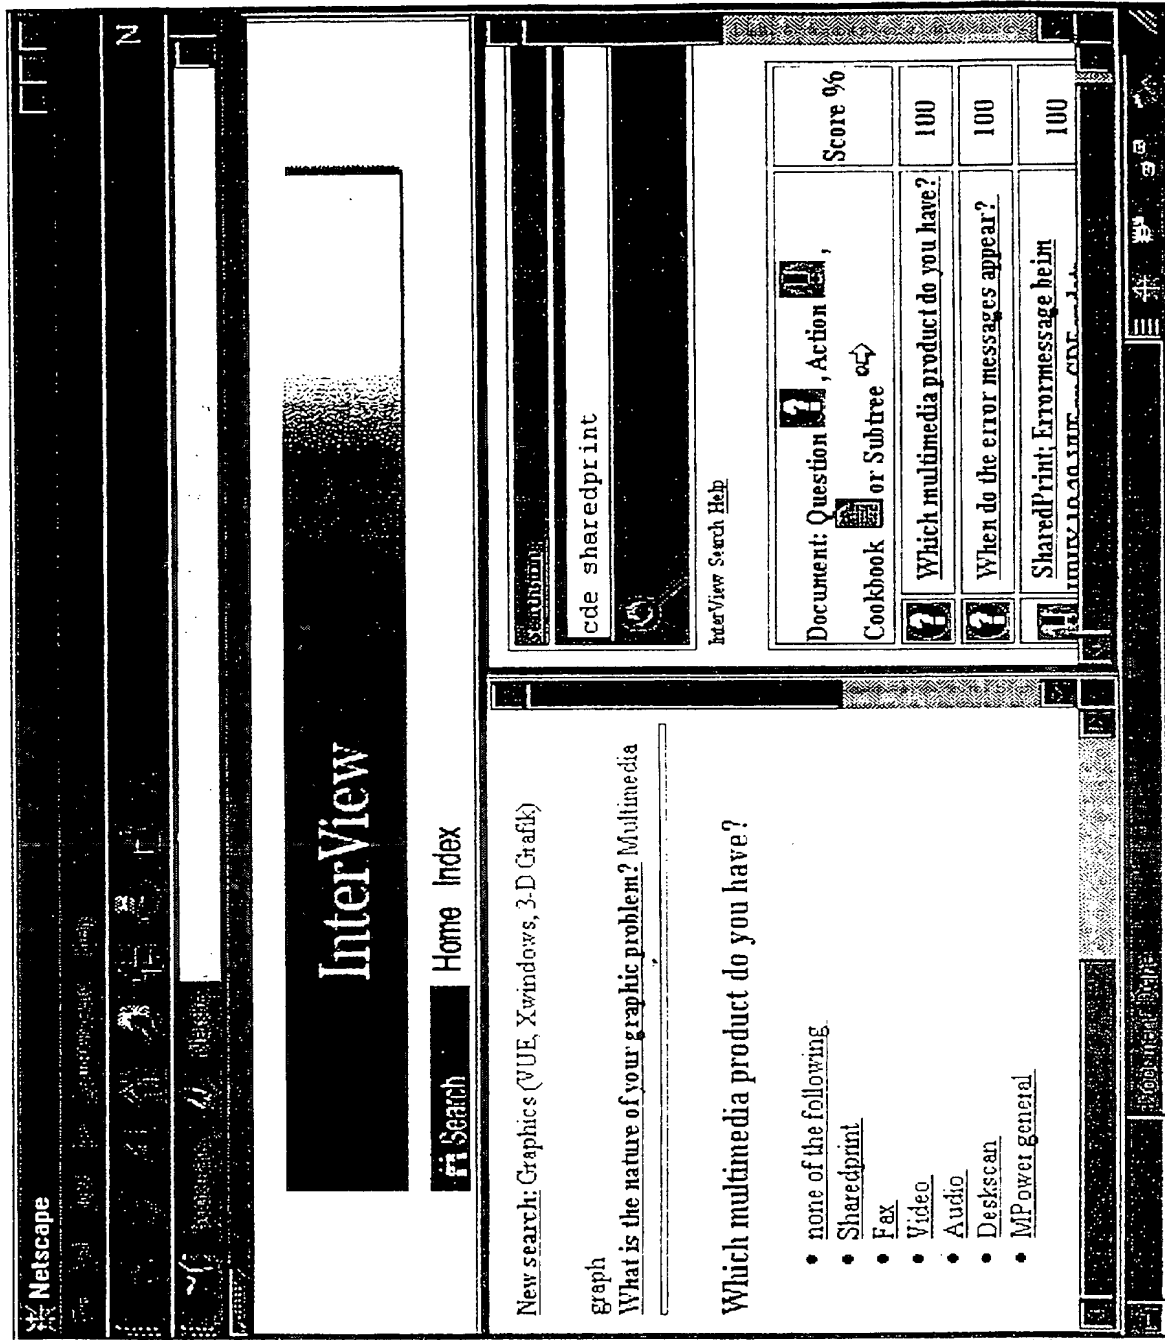 Netscape
N
InterView
Search Home Index
New search: Graphics (VUE, Xwindows, 3-D Grafik)
graph
What is the nature of your graphic problem? Multimedia
Which multimedia product do you have?
• none of the following
• Sharedprint
• Fax
• Video
• Audio
• Deskscan
• MPower general
Searchstring
cde sharedprint
InterView Search Help
Document: Question ?, Action ,
Cookbook or Subtree
Score %
? Which multimedia product do you have? 100
? When do the error messages appear? 100
SharedPrint; Errormessage beim 100
Document: Done